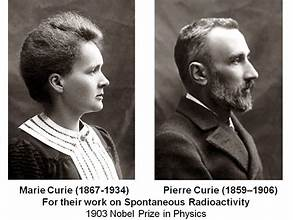 Marie Curie (1867-1934) Pierre Curie (1859–1906)
For their work on Spontaneous Radioactivity
1903 Nobel Prize in Physics